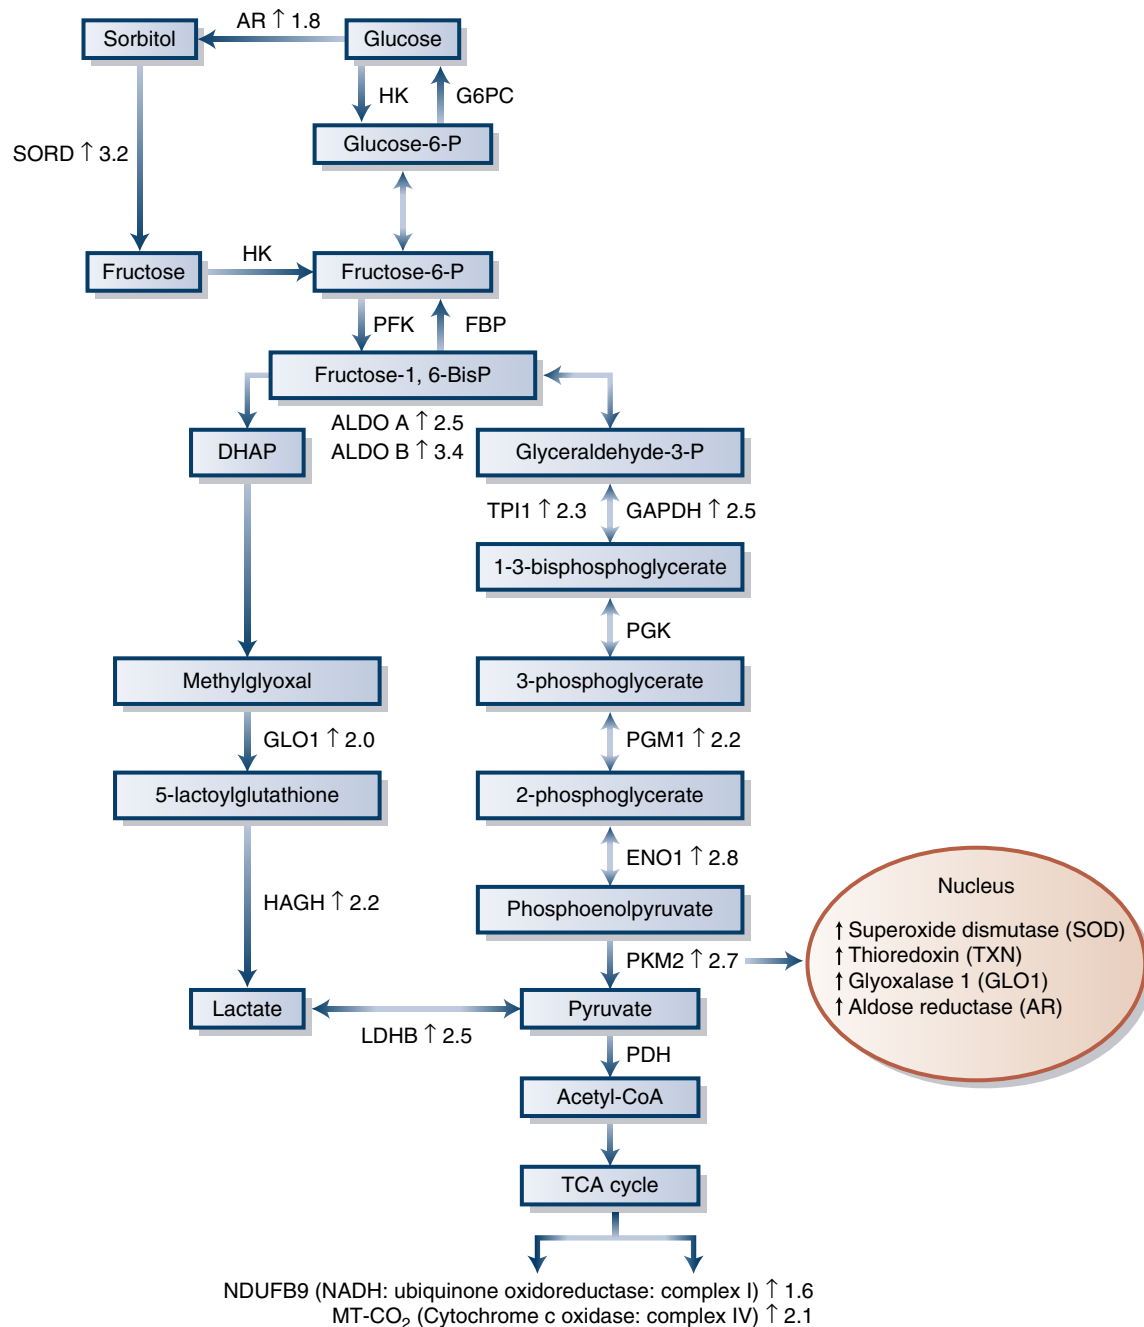 AR ↑ 1.8
Sorbitol
Glucose
HK
G6PC
Glucose-6-P
SORD ↑ 3.2
HK
Fructose
Fructose-6-P
PFK
FBP
Fructose-1, 6-BisP
ALDO A ↑ 2.5
ALDO B ↑ 3.4
DHAP
Glyceraldehyde-3-P
TPI1 ↑ 2.3
GAPDH ↑ 2.5
1-3-bisphosphoglycerate
PGK
Methylglyoxal
3-phosphoglycerate
GLO1 ↑ 2.0
PGM1 ↑ 2.2
5-lactoylglutathione
2-phosphoglycerate
ENO1 ↑ 2.8
HAGH ↑ 2.2
Phosphoenolpyruvate
PKM2 ↑ 2.7
Nucleus
↑ Superoxide dismutase (SOD)
↑ Thioredoxin (TXN)
↑ Glyoxalase 1 (GLO1)
↑ Aldose reductase (AR)
Lactate
Pyruvate
LDHB ↑ 2.5
PDH
Acetyl-CoA
TCA cycle
NDUFB9 (NADH: ubiquinone oxidoreductase: complex I) ↑ 1.6
MT-CO₂ (Cytochrome c oxidase: complex IV) ↑ 2.1